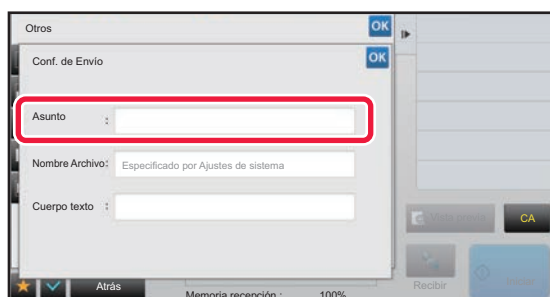 Otros
OK
Conf. de Envío
OK
Asunto :
Nombre Archivo: Especificado por Ajustes de sistema
Cuerpo texto :
CA
Atrás
Memoria recepción : 100%
Recibir